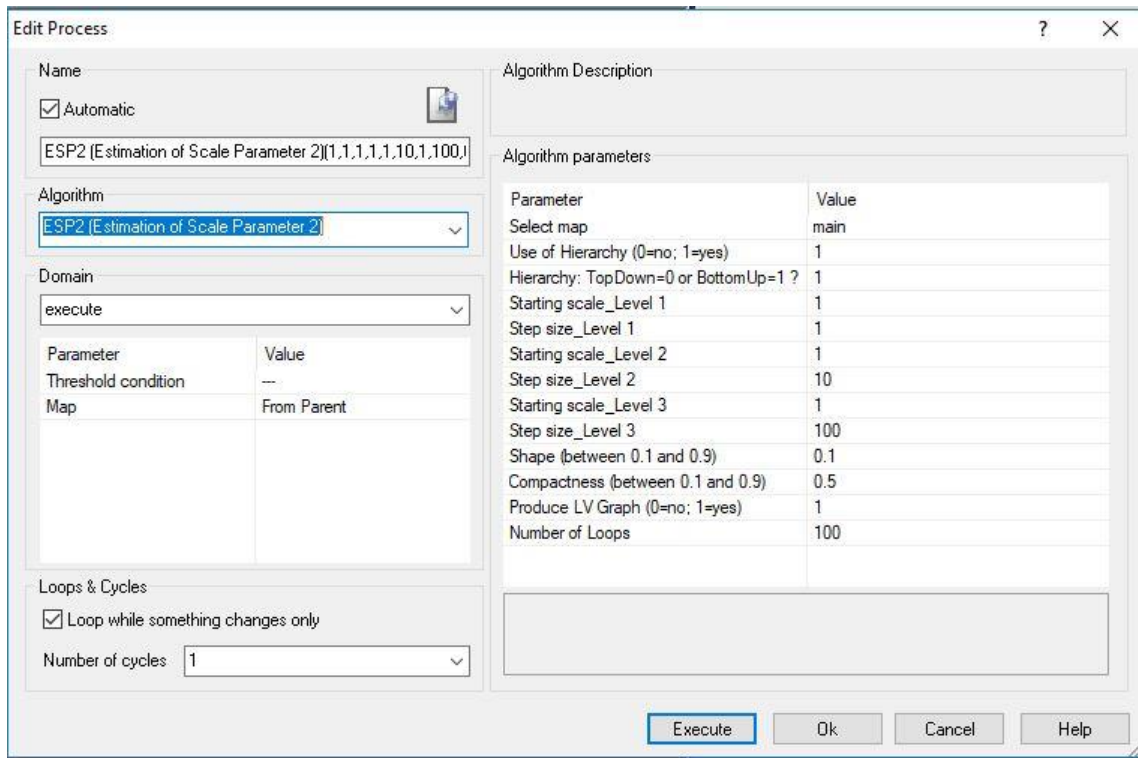 Edit Process
?
Name
Automatic
ESP2 (Estimation of Scale Parameter 2)(1,1,1,1,1,10,1,100,
Algorithm
ESP2 (Estimation of Scale Parameter 2)
Domain
execute
Parameter Value
Threshold condition ---
Map From Parent
Loops & Cycles
Loop while something changes only
Number of cycles 1
Algorithm Description
Algorithm parameters
Parameter Value
Select map main
Use of Hierarchy (0=no; 1=yes) 1
Hierarchy: TopDown=0 or BottomUp=1 ? 1
Starting scale_Level 1 1
Step size_Level 1 1
Starting scale_Level 2 1
Step size_Level 2 10
Starting scale_Level 3 1
Step size_Level 3 100
Shape (between 0.1 and 0.9) 0.1
Compactness (between 0.1 and 0.9) 0.5
Produce LV Graph (0=no; 1=yes) 1
Number of Loops 100
Execute Ok Cancel Help